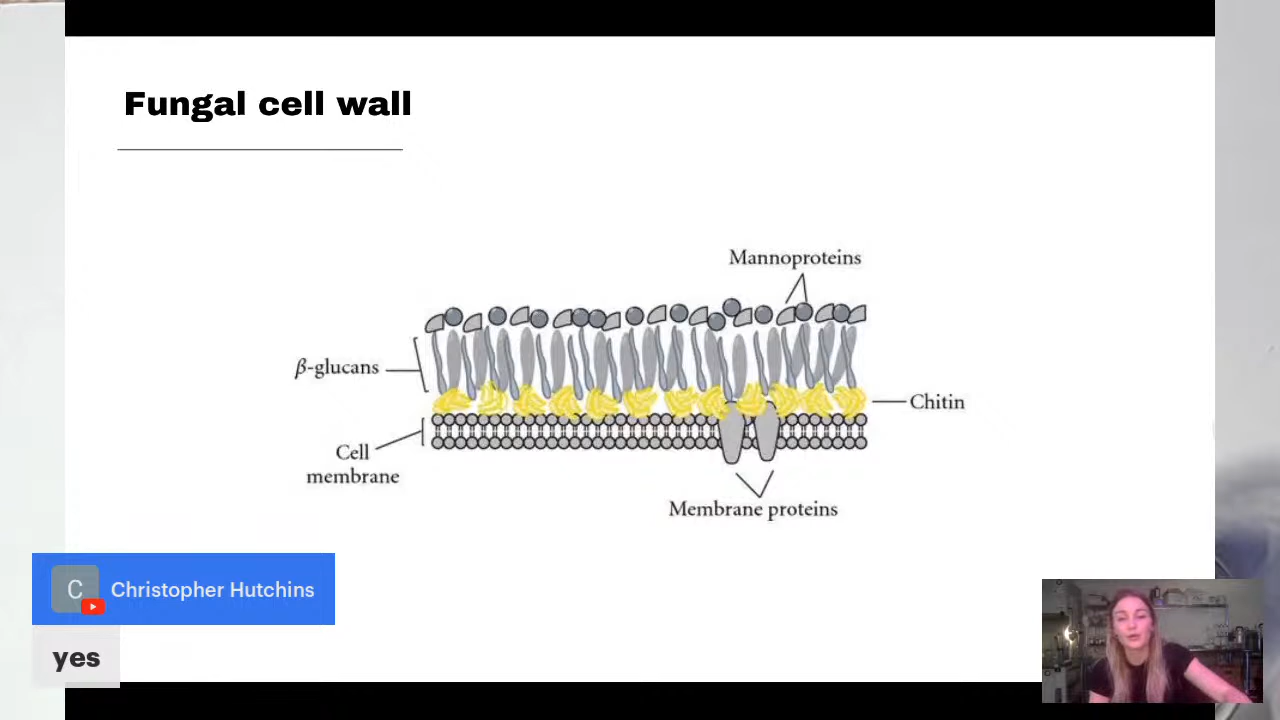 Fungal cell wall
Mannoproteins
β-glucans
Chitin
Cell
membrane
Membrane proteins
C
Christopher Hutchins
yes